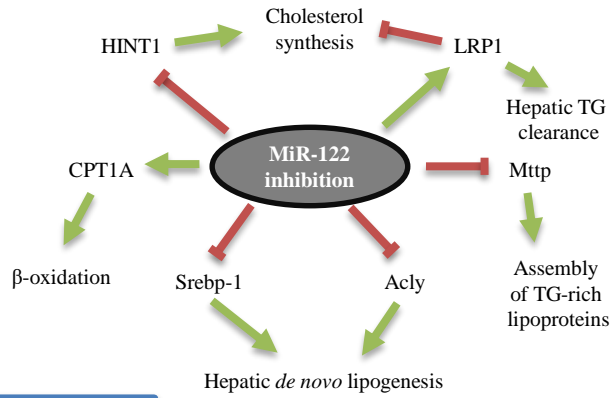 Cholesterol
synthesis
HINT1
LRP1
Hepatic TG
clearance
MiR-122
inhibition
CPT1A
Mttp
β-oxidation
Srebp-1
Acly
Assembly
of TG-rich
lipoproteins
Hepatic de novo lipogenesis